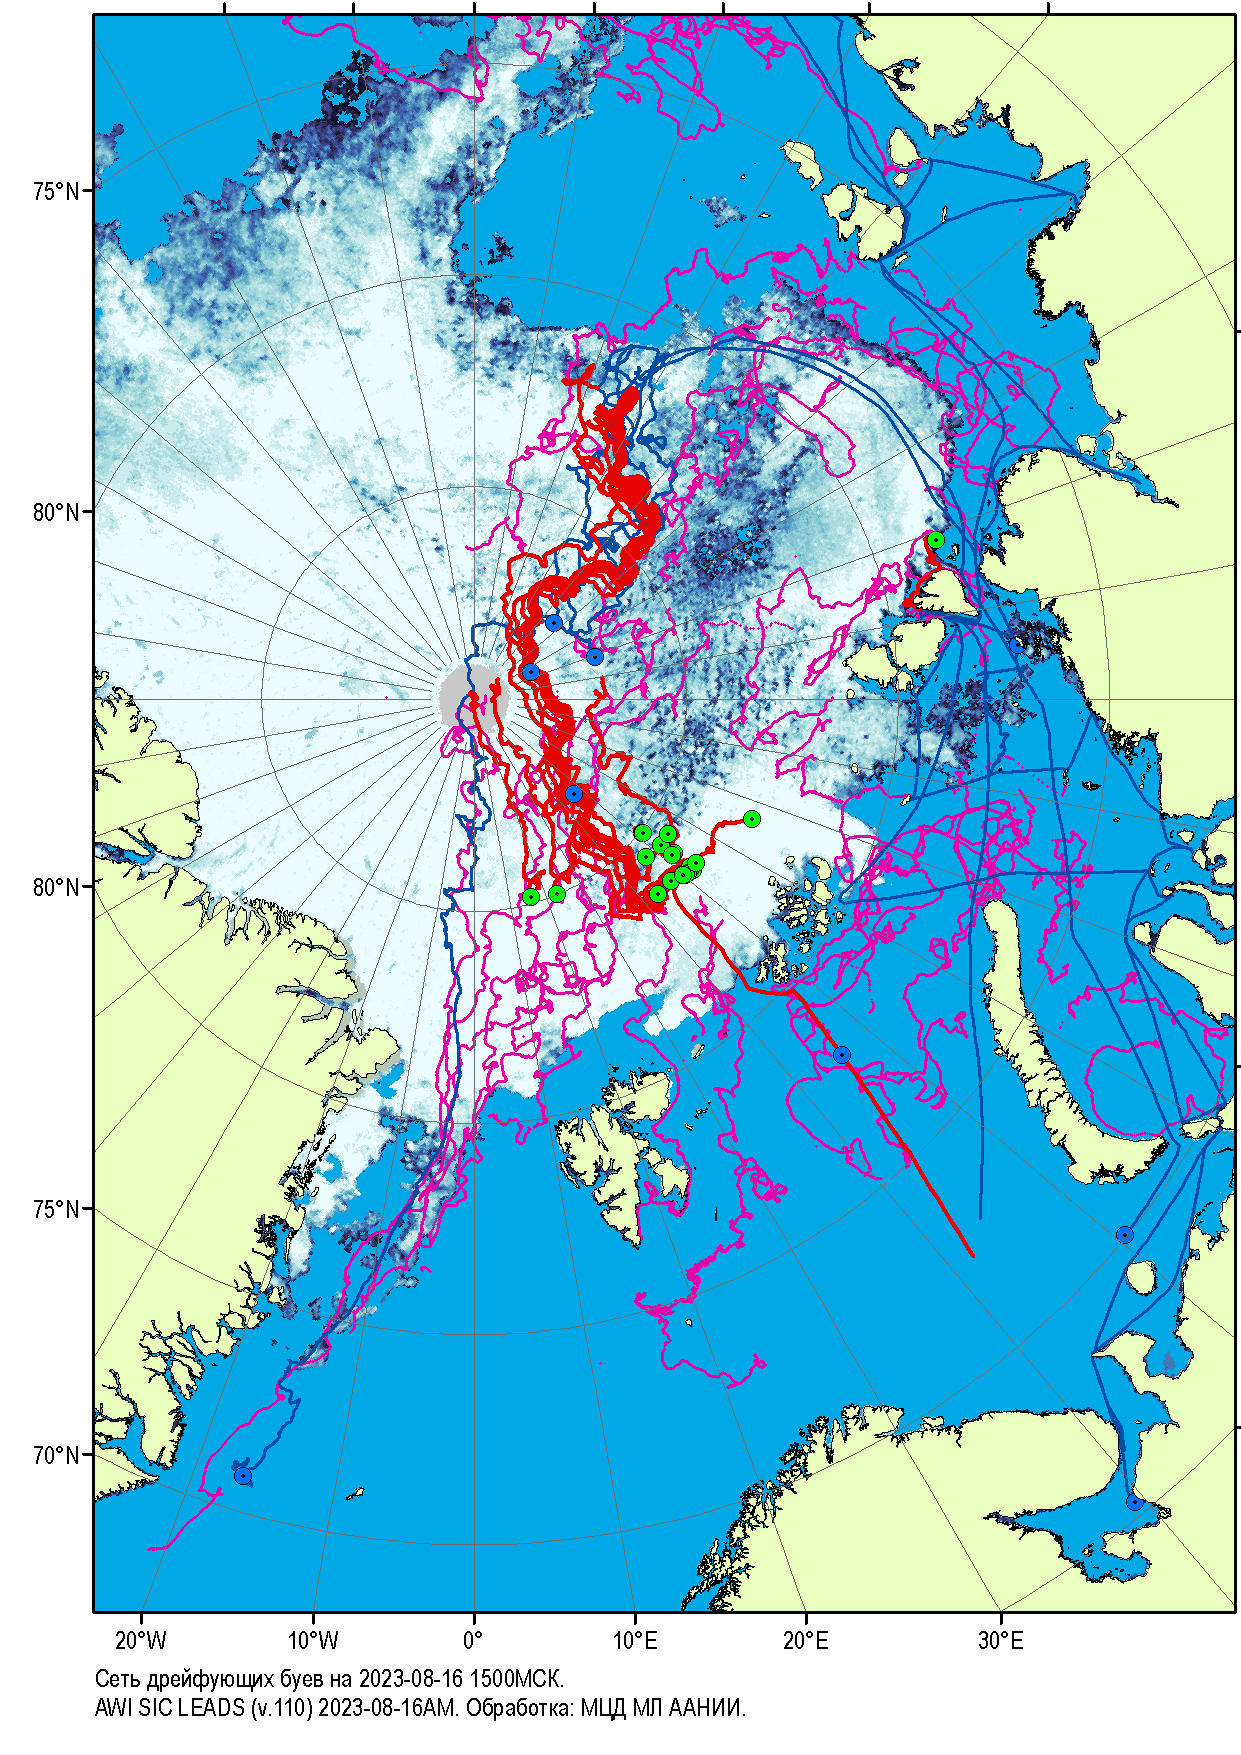 75°N
80°N
80°N
75°N
70°N
20°W 10°W 0° 10°E 20°E 30°E
Сеть дрейфующих буев на 2023-08-16 1500МСК.
AWI SIC LEADS (v.110) 2023-08-16AM. Обработка: МЦД МЛ ААНИИ.